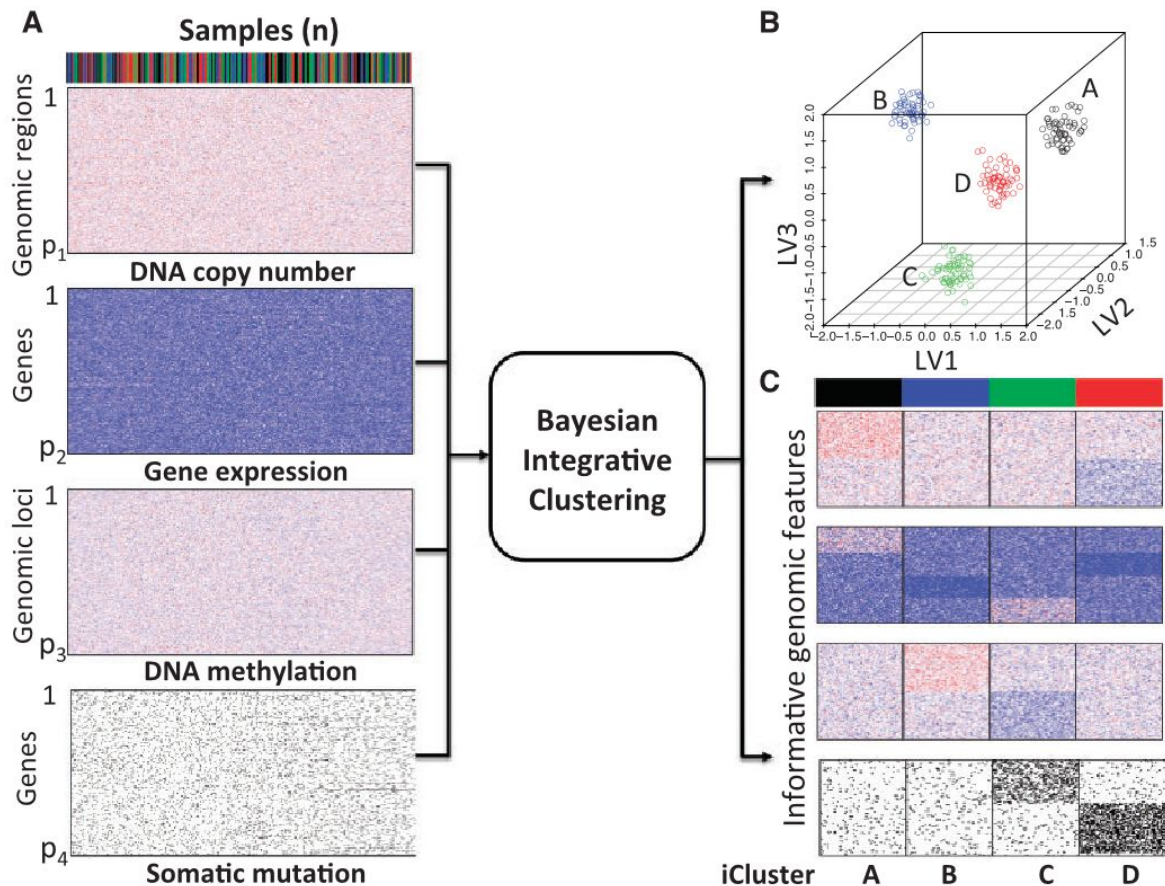 A
Samples (n)
Genomic regions
1
p1
DNA copy number
Genes
1
p2
Gene expression
Genomic loci
1
p3
DNA methylation
Genes
1
p4
Somatic mutation
Bayesian
Integrative
Clustering
B
A
B
D
C
LV3
2.0
1.5
1.0
0.5
0.0
-0.5
-1.0
-1.5
-2.0
-2.0 -1.5 -1.0 -0.5 0.0 0.5 1.0 1.5 2.0
LV1
-2.0
1.5
-1.0
-0.5
0.0
0.5
1.0
1.5
LV2
C
Informative genomic features
iCluster A B C D